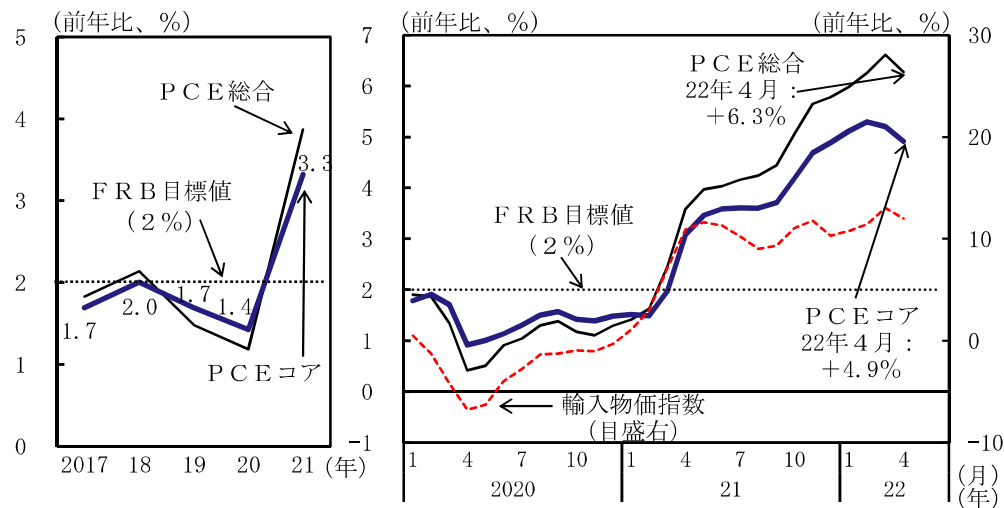 (前年比、%)
5
4
3
2
1
0
PCE総合
3.3
FRB目標値
(2%)
1.7
2.0
1.7
1.4
PCEコア
2017 18 19 20 21 (年)
(前年比、%)
(前年比、%)
7
6
5
4
3
2
1
0
-1
30
20
10
0
-10
PCE総合
22年4月:
+6.3%
FRB目標値
(2%)
PCEコア
22年4月:
+4.9%
輸入物価指数
(目盛右)
1 4 7 10 1 4 7 10 1 4 (月)
2020 21 22 (年)